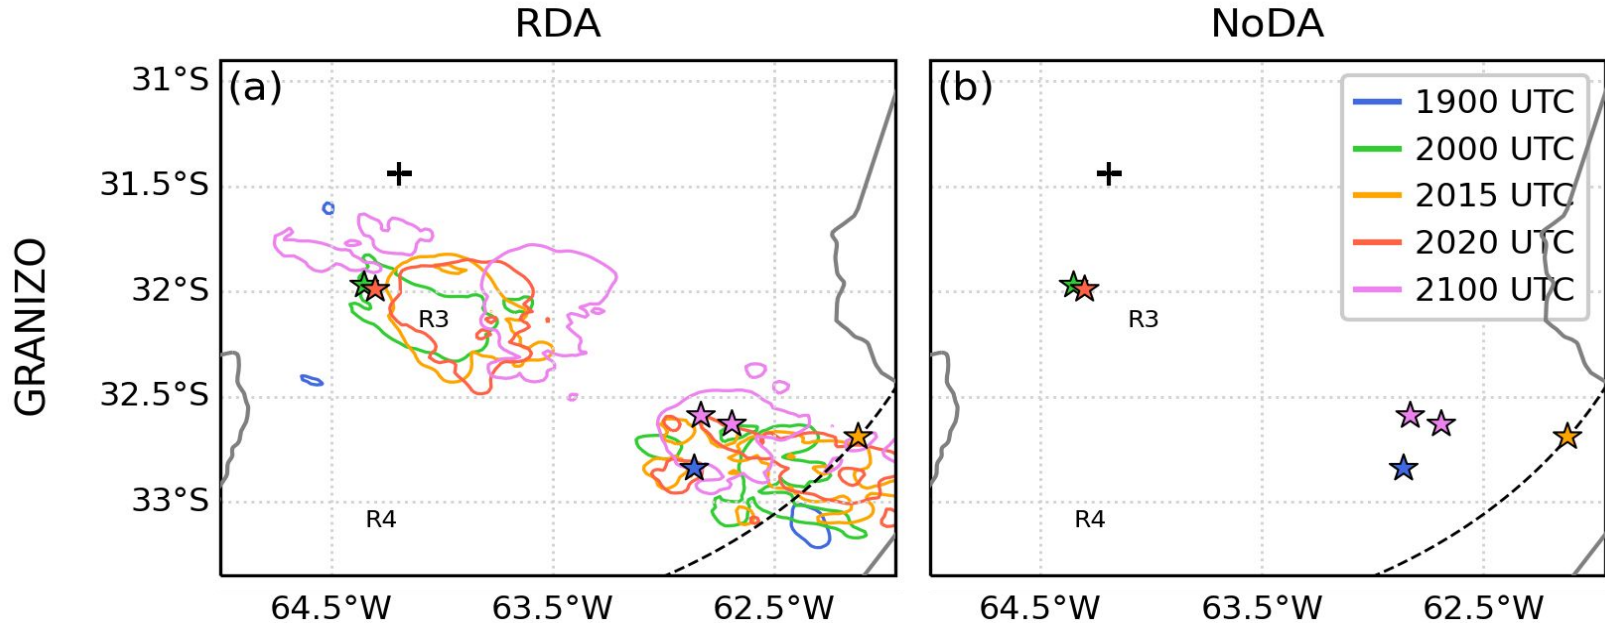 RDA
NoDA
GRANIZO
(a)
31°S
31.5°S
32°S
32.5°S
33°S
R3
R4
64.5°W
63.5°W
62.5°W
(b)
1900 UTC
2000 UTC
2015 UTC
2020 UTC
2100 UTC
R3
R4
64.5°W
63.5°W
62.5°W